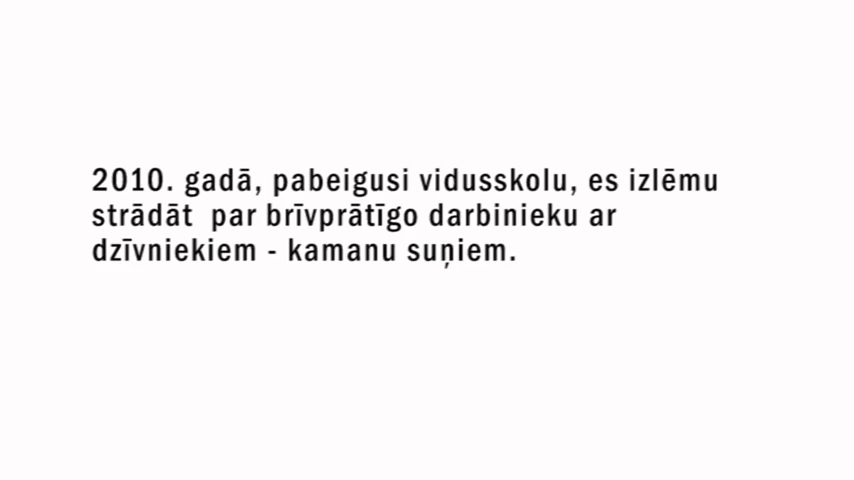 2010. gadā, pabeigusi vidusskolu, es izlēmu
strādāt  par brīvprātīgo darbinieku ar
dzīvniekiem - kamanu suņiem.